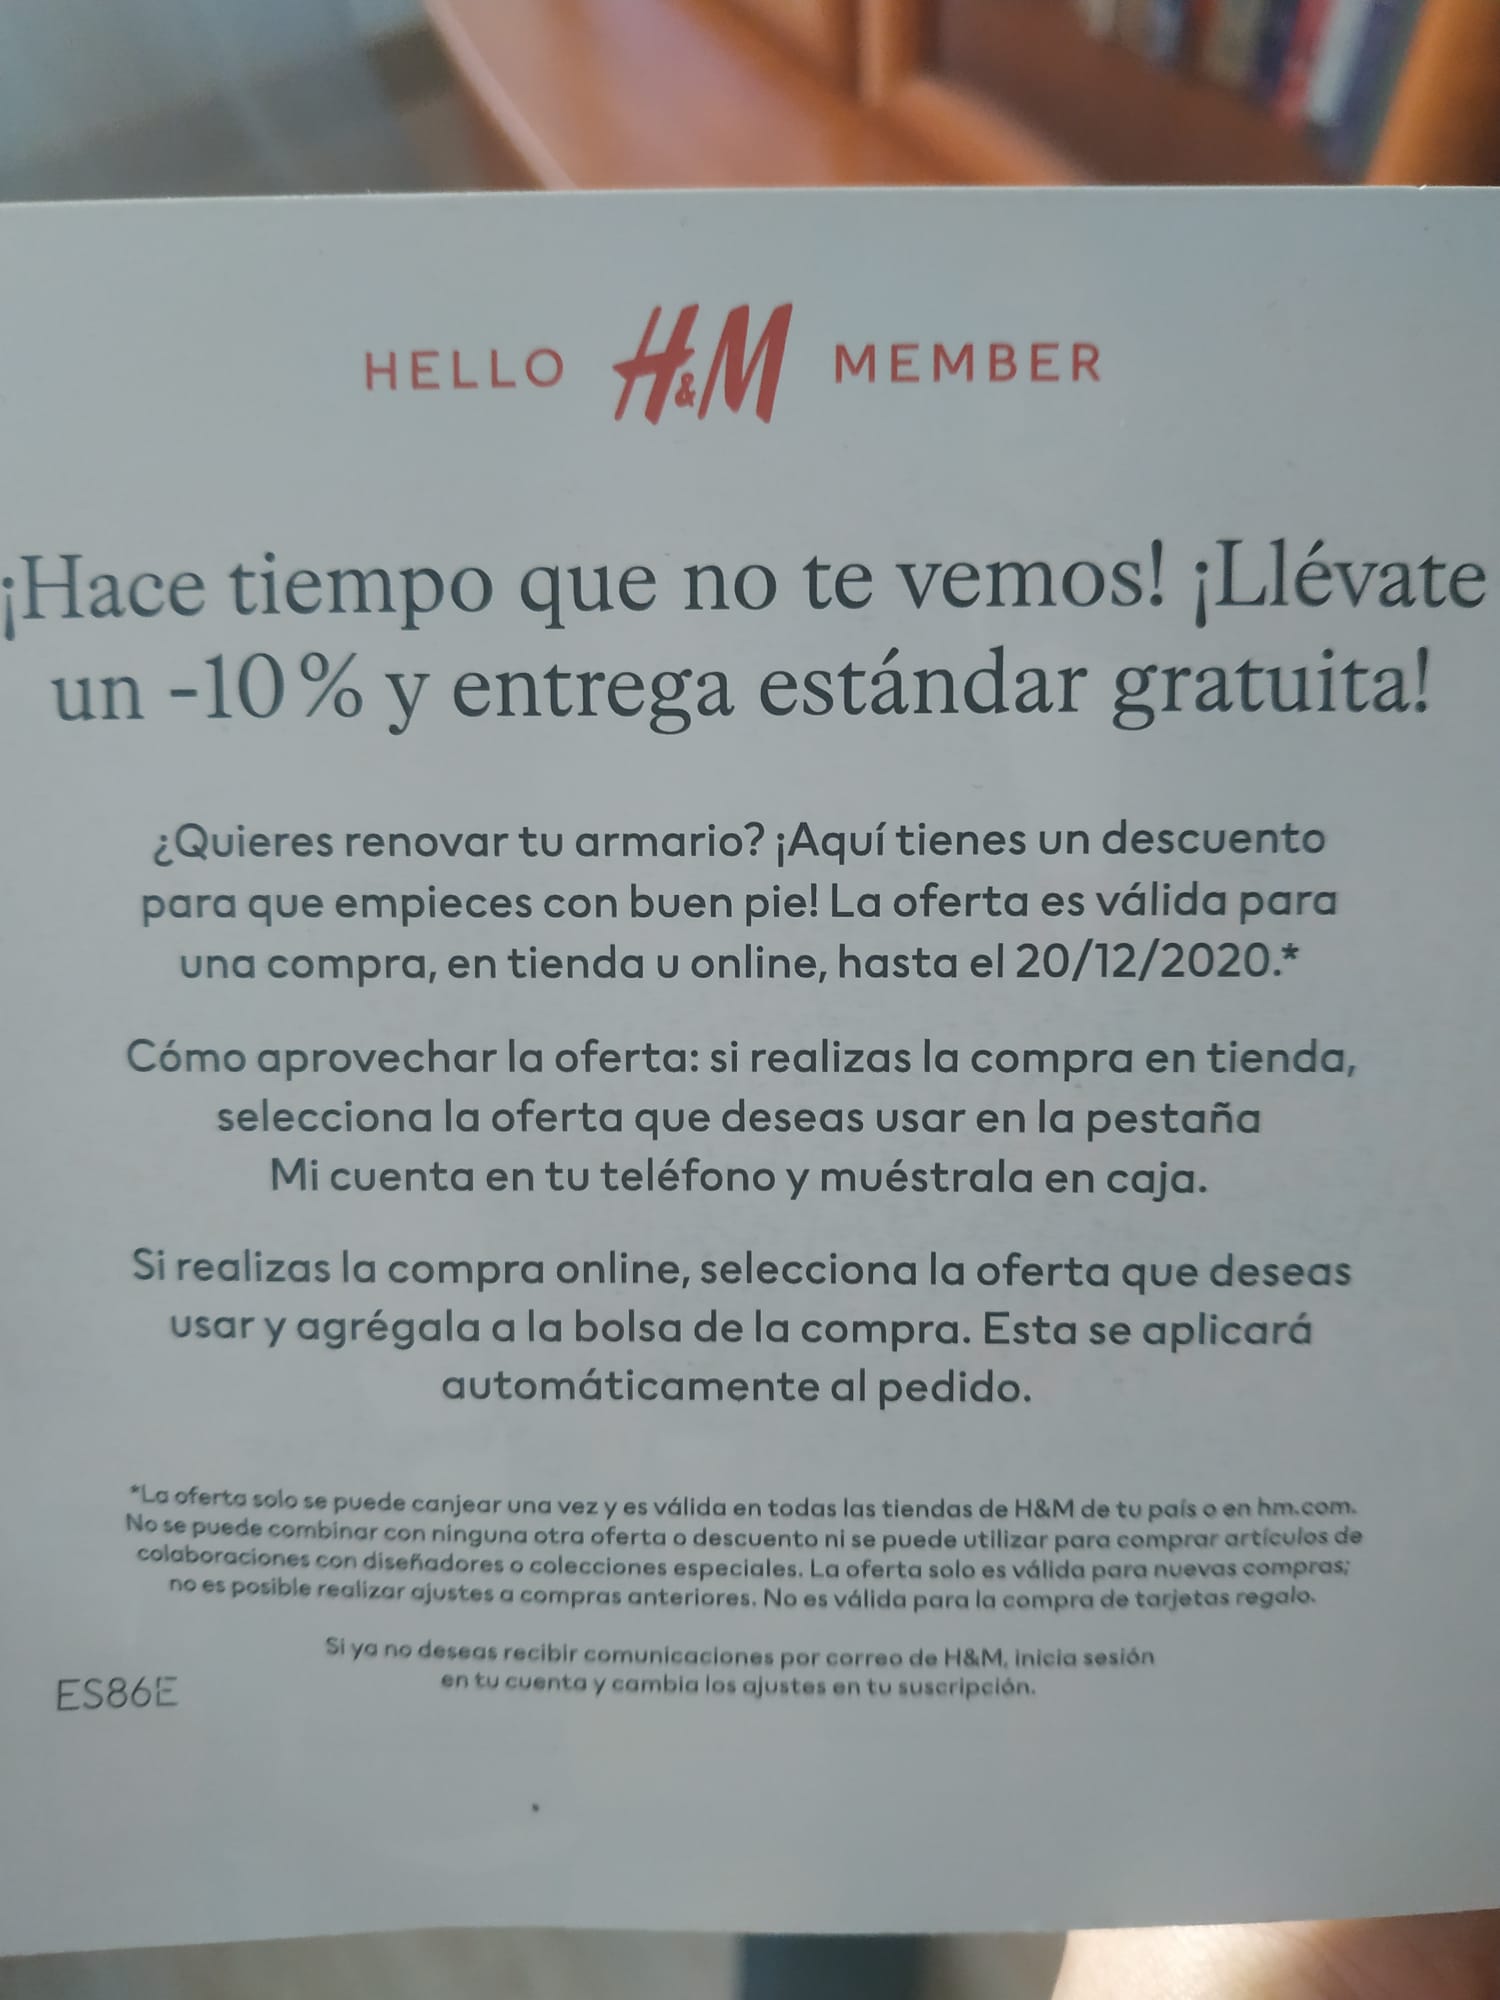 HELLO H&M MEMBER
¡Hace tiempo que no te vemos! ¡Llévate
un -10% y entrega estándar gratuita!
¿Quieres renovar tu armario? ¡Aquí tienes un descuento
para que empieces con buen pie! La oferta es válida para
una compra, en tienda u online, hasta el 20/12/2020.*
Cómo aprovechar la oferta: si realizas la compra en tienda,
selecciona la oferta que deseas usar en la pestaña
Mi cuenta en tu teléfono y muéstrala en caja.
Si realizas la compra online, selecciona la oferta que deseas
usar y agrégala a la bolsa de la compra. Esta se aplicará
automáticamente al pedido.
*La oferta solo se puede canjear una vez y es válida en todas las tiendas de H&M de tu país o en hm.com.
No se puede combinar con ninguna otra oferta o descuento ni se puede utilizar para comprar artículos de
colaboraciones con diseñadores o colecciones especiales. La oferta solo es válida para nuevas compras;
no es posible realizar ajustes a compras anteriores. No es válida para la compra de tarjetas regalo.
Si ya no deseas recibir comunicaciones por correo de H&M, inicia sesión
en tu cuenta y cambia los ajustes en tu suscripción.
ES86E